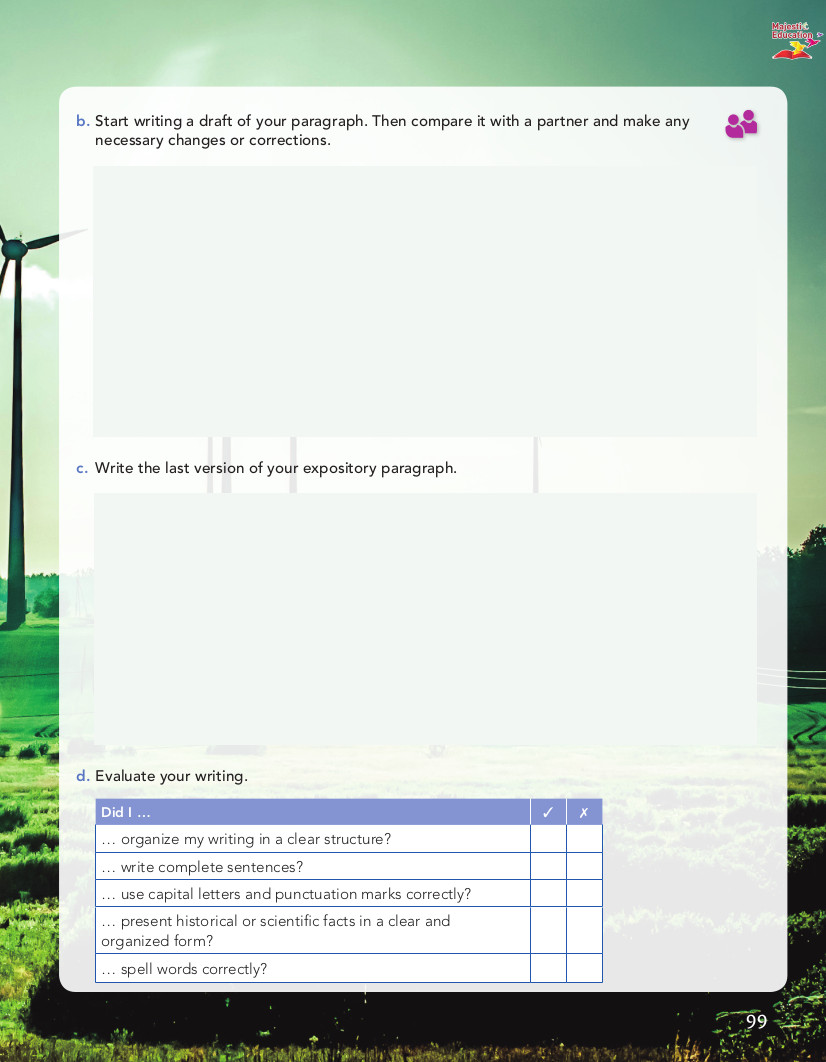 Majestic
Education
b. Start writing a draft of your paragraph. Then compare it with a partner and make any
necessary changes or corrections.
c. Write the last version of your expository paragraph.
d. Evaluate your writing.
Did I ... ✓ ✗
... organize my writing in a clear structure?
... write complete sentences?
... use capital letters and punctuation marks correctly?
... present historical or scientific facts in a clear and
organized form?
... spell words correctly?
99